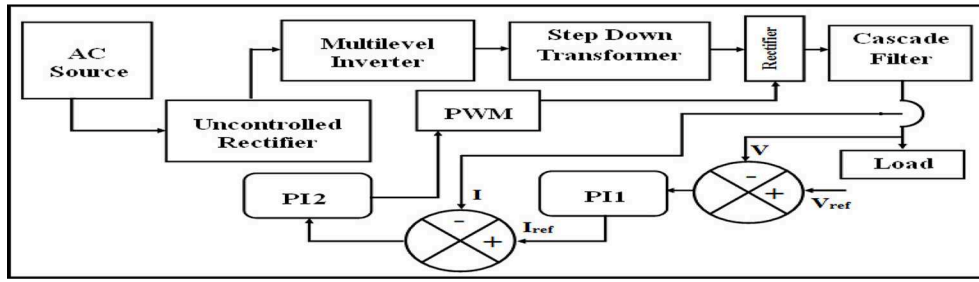 AC
Source
Uncontrolled
Rectifier
Multilevel
Inverter
Step Down
Transformer
Rectifier
Cascade
Filter
PWM
Load
V
-
+
Vref
PI1
PI2
I
-
+
Iref